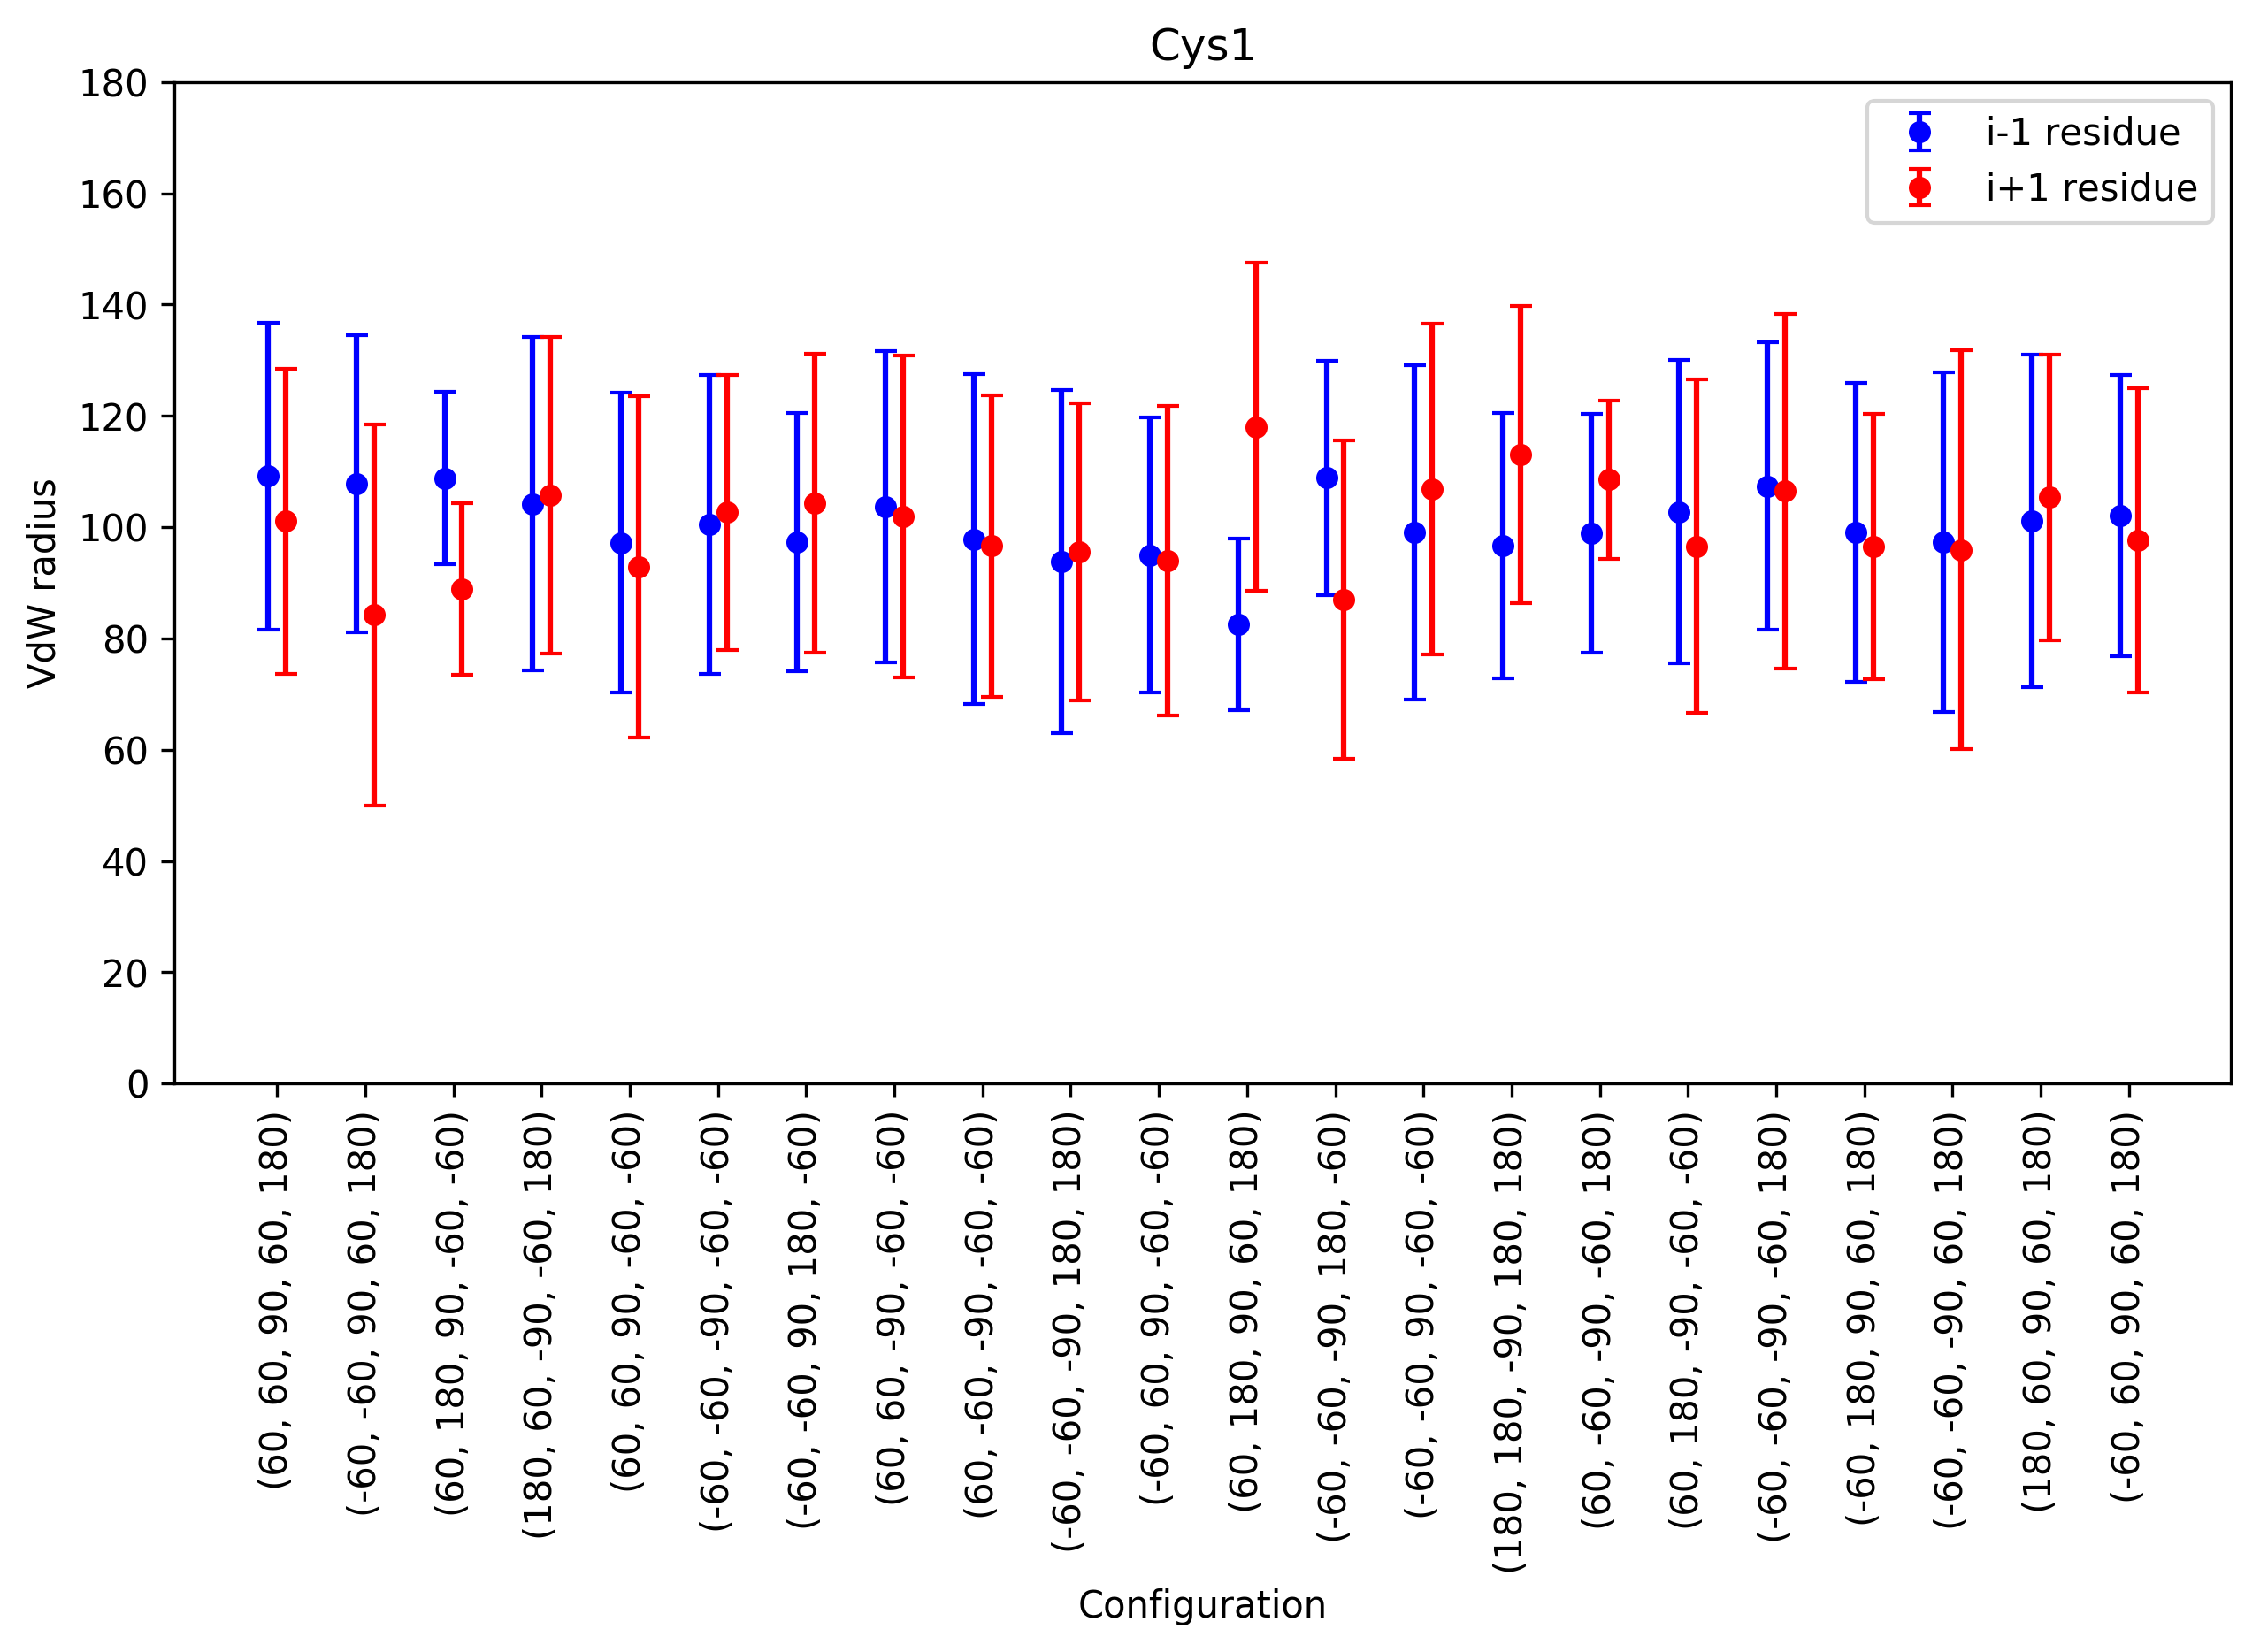 Cys1
180
160
140
120
100
80
60
40
20
0
VdW radius
i-1 residue
i+1 residue
(60, 60, 90, 60, 180)
(-60, -60, 90, 60, 180)
(60, 180, 90, -60, -60)
(180, 60, -90, -60, 180)
(60, 60, 90, -60, -60)
(-60, -60, -90, -60, -60)
(-60, -60, 90, 180, -60)
(60, 60, -90, -60, -60)
(60, -60, -90, -60, -60)
(-60, -60, -90, 180, 180)
(-60, 60, 90, -60, -60)
(60, 180, 90, 60, 180)
(-60, -60, -90, 180, -60)
(-60, -60, 90, -60, -60)
(180, 180, -90, 180, 180)
(60, -60, -90, -60, 180)
(60, 180, -90, -60, -60)
(-60, -60, -90, -60, 180)
(-60, 180, 90, 60, 180)
(-60, -60, -90, 60, 180)
(180, 60, 90, 60, 180)
(-60, 60, 90, 60, 180)
Configuration